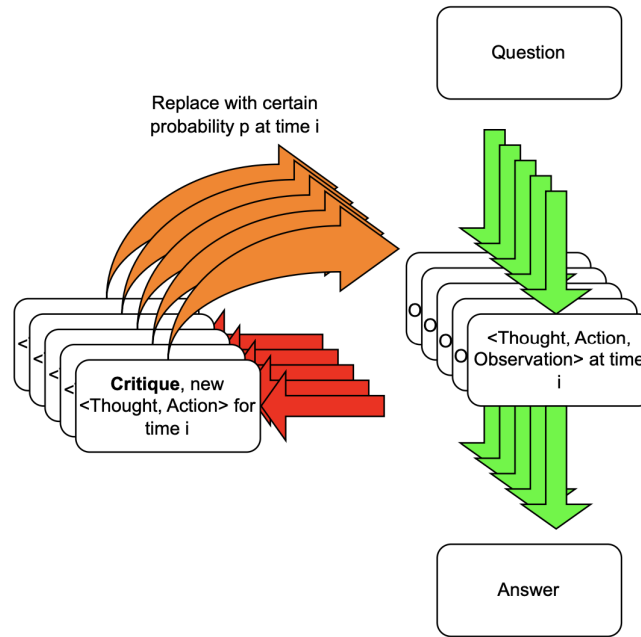 Question
Replace with certain
probability p at time i
O
O
O
O
<Thought, Action,
Observation> at time
i
<
<
<
<
Critique, new
<Thought, Action> for
time i
Answer